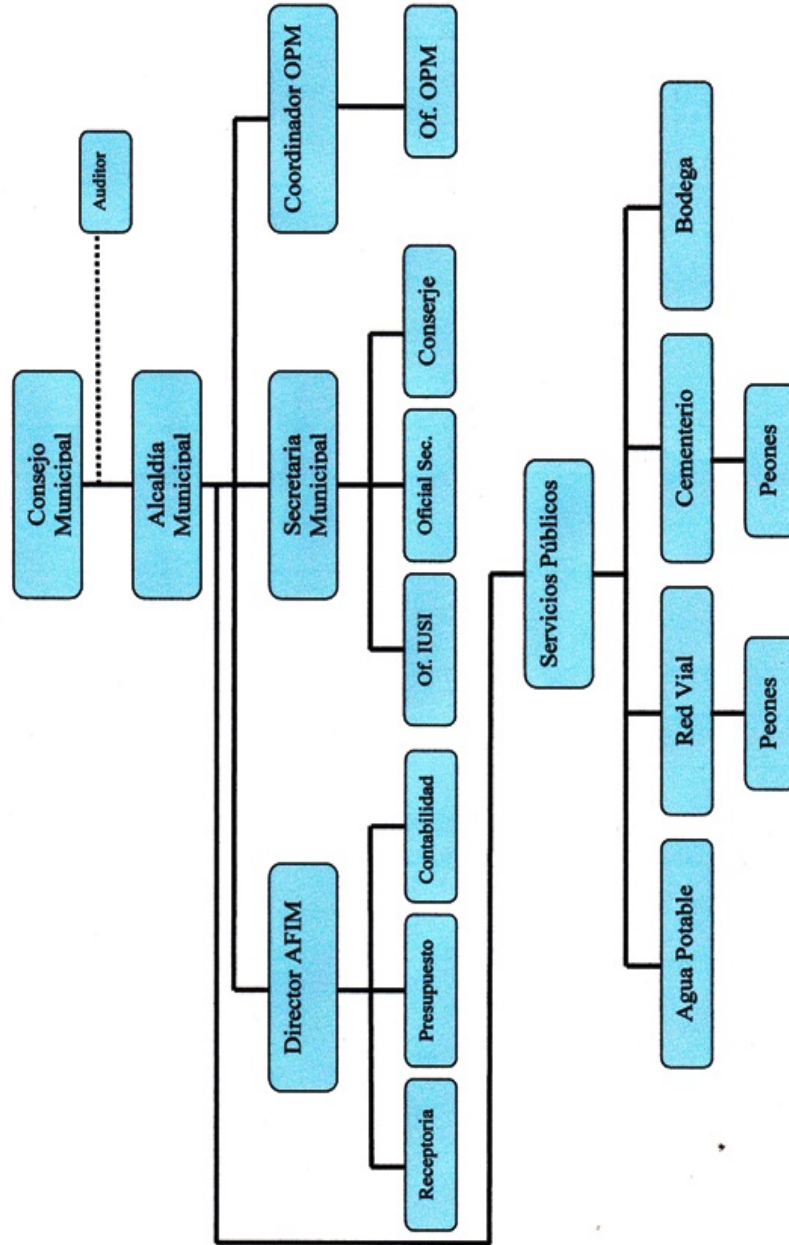 Consejo
Municipal
Auditor
Alcaldía
Municipal
Director AFIM
Secretaria
Municipal
Coordinador OPM
Receptoria
Presupuesto
Contabilidad
Of. IUSI
Oficial Sec.
Conserje
Of. OPM
Servicios Públicos
Agua Potable
Red Vial
Cementerio
Bodega
Peones
Peones